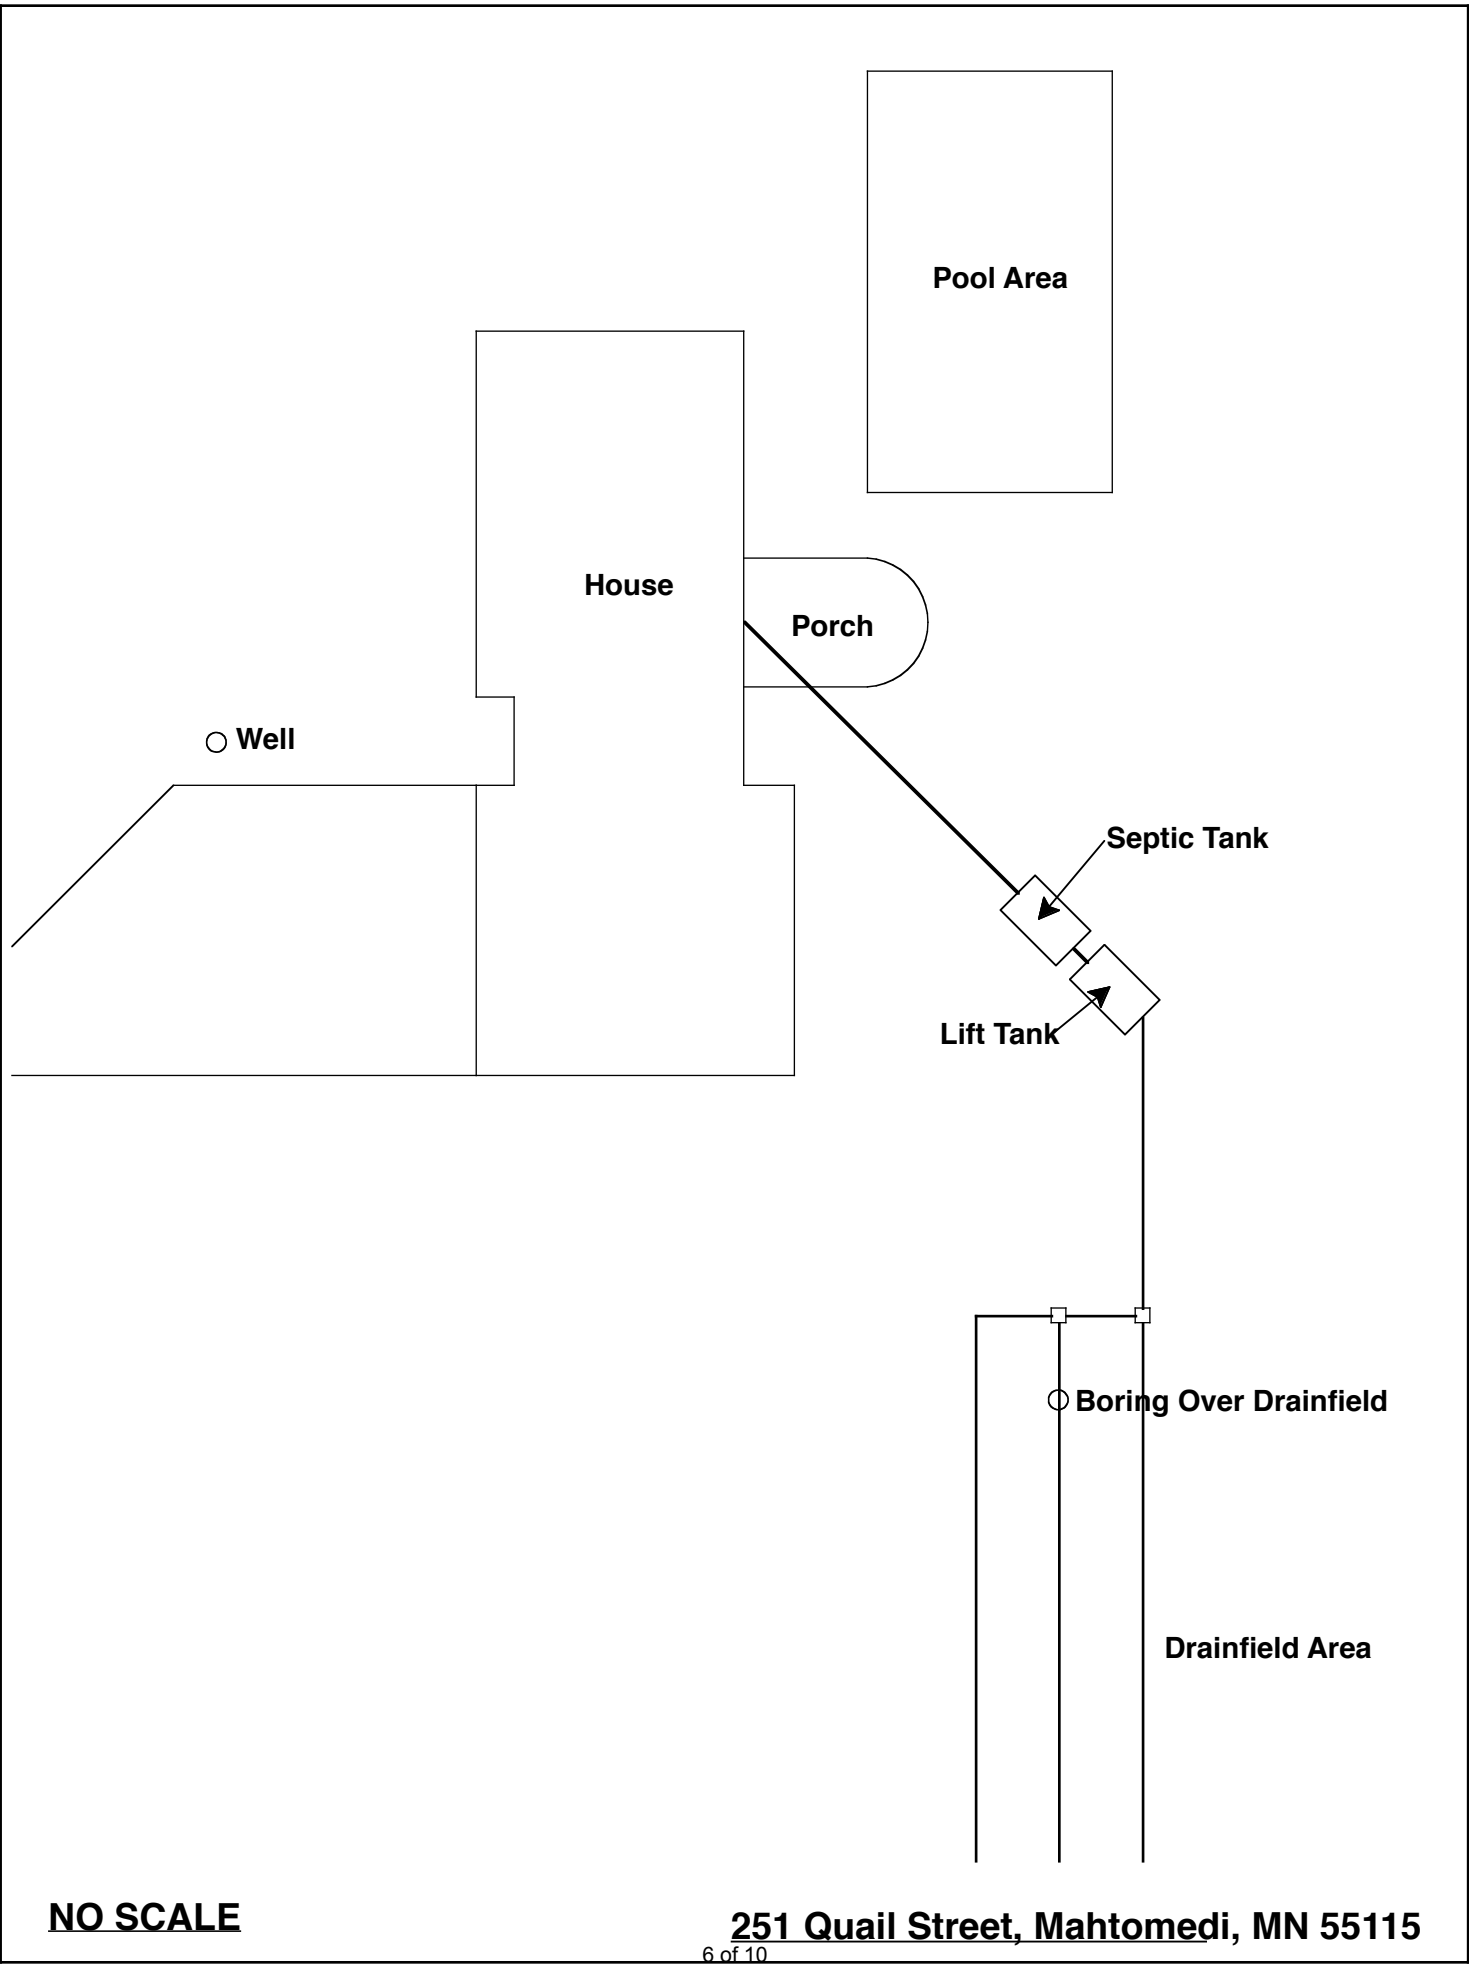 Pool Area
House
Porch
Well
Septic Tank
Lift Tank
Boring Over Drainfield
Drainfield Area
NO SCALE
251 Quail Street, Mahtomedi, MN 55115
6 of 10